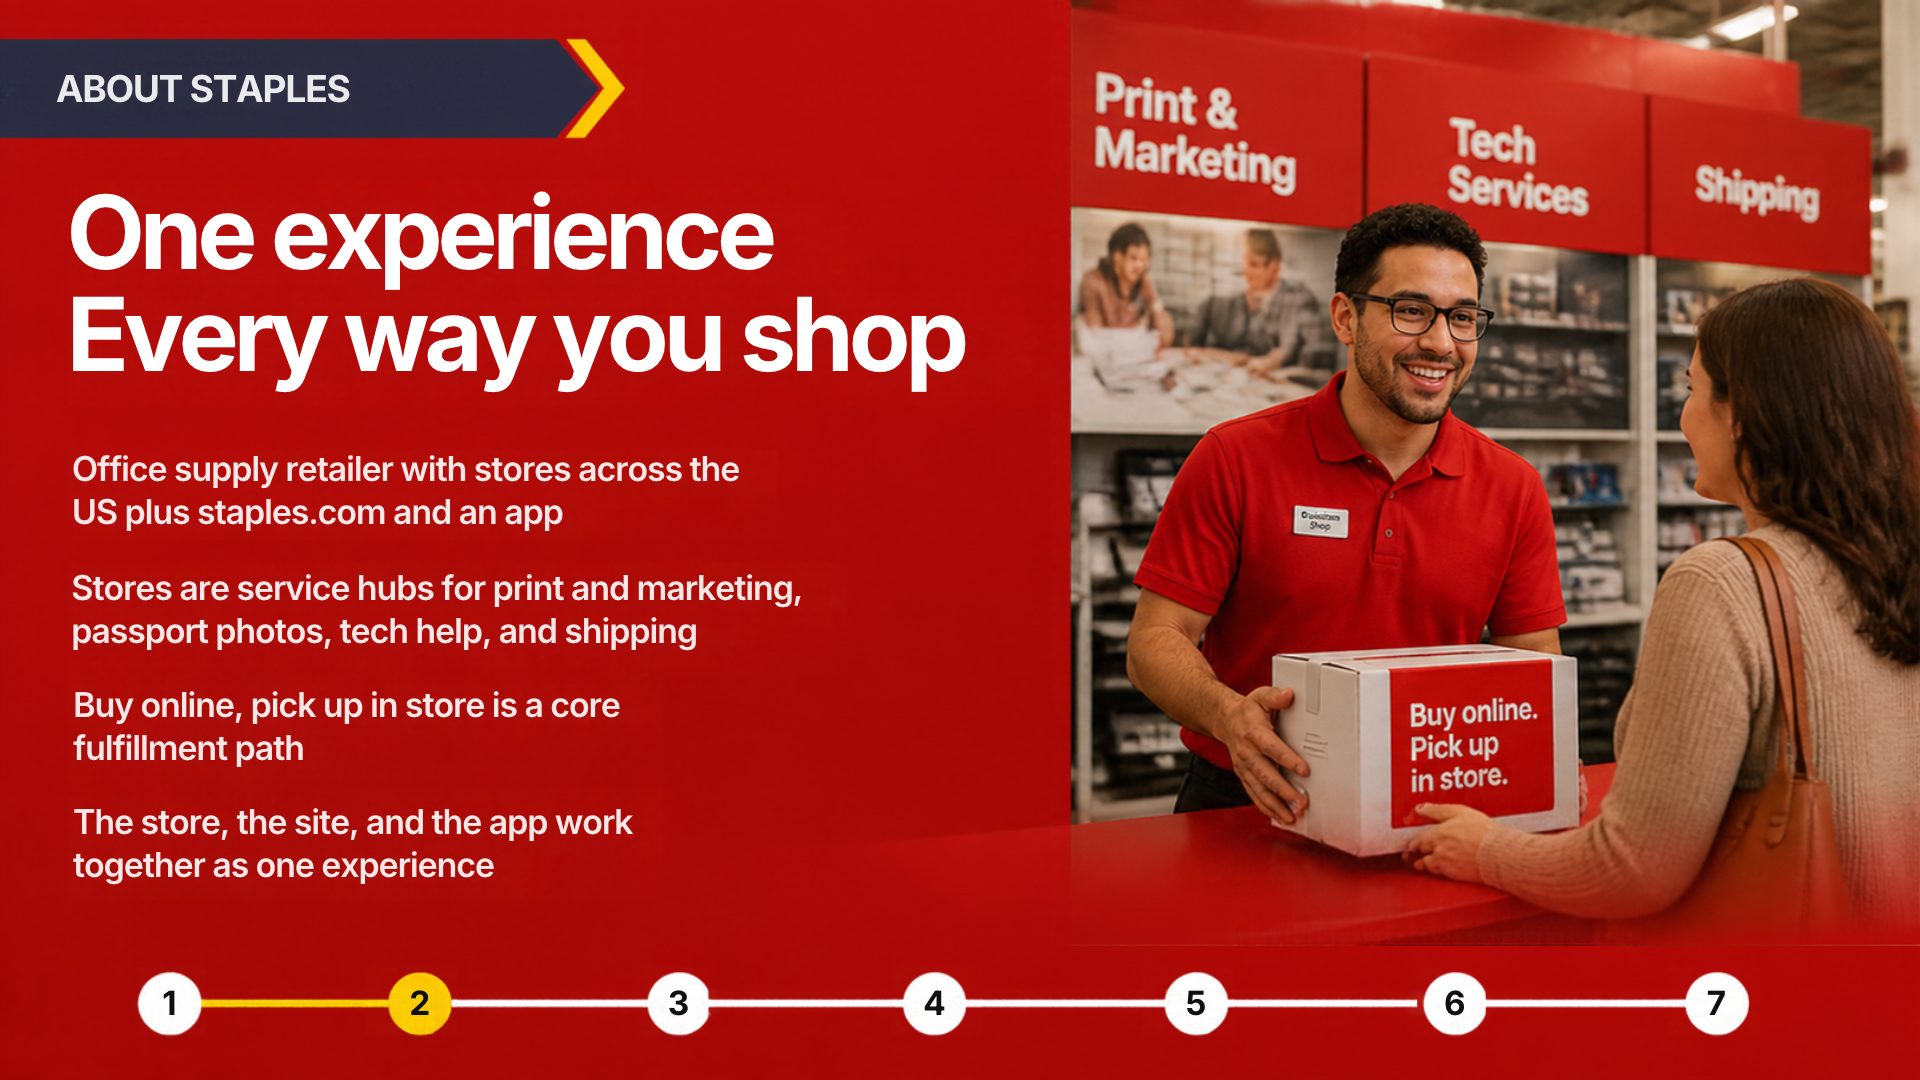 ABOUT STAPLES
One experience
Every way you shop
Office supply retailer with stores across the
US plus staples.com and an app
Stores are service hubs for print and marketing,
passport photos, tech help, and shipping
Buy online, pick up in store is a core
fulfillment path
The store, the site, and the app work
together as one experience
Print &
Marketing
Tech
Services
Shipping
Shop
Buy online.
Pick up
in store.
1 2 3 4 5 6 7